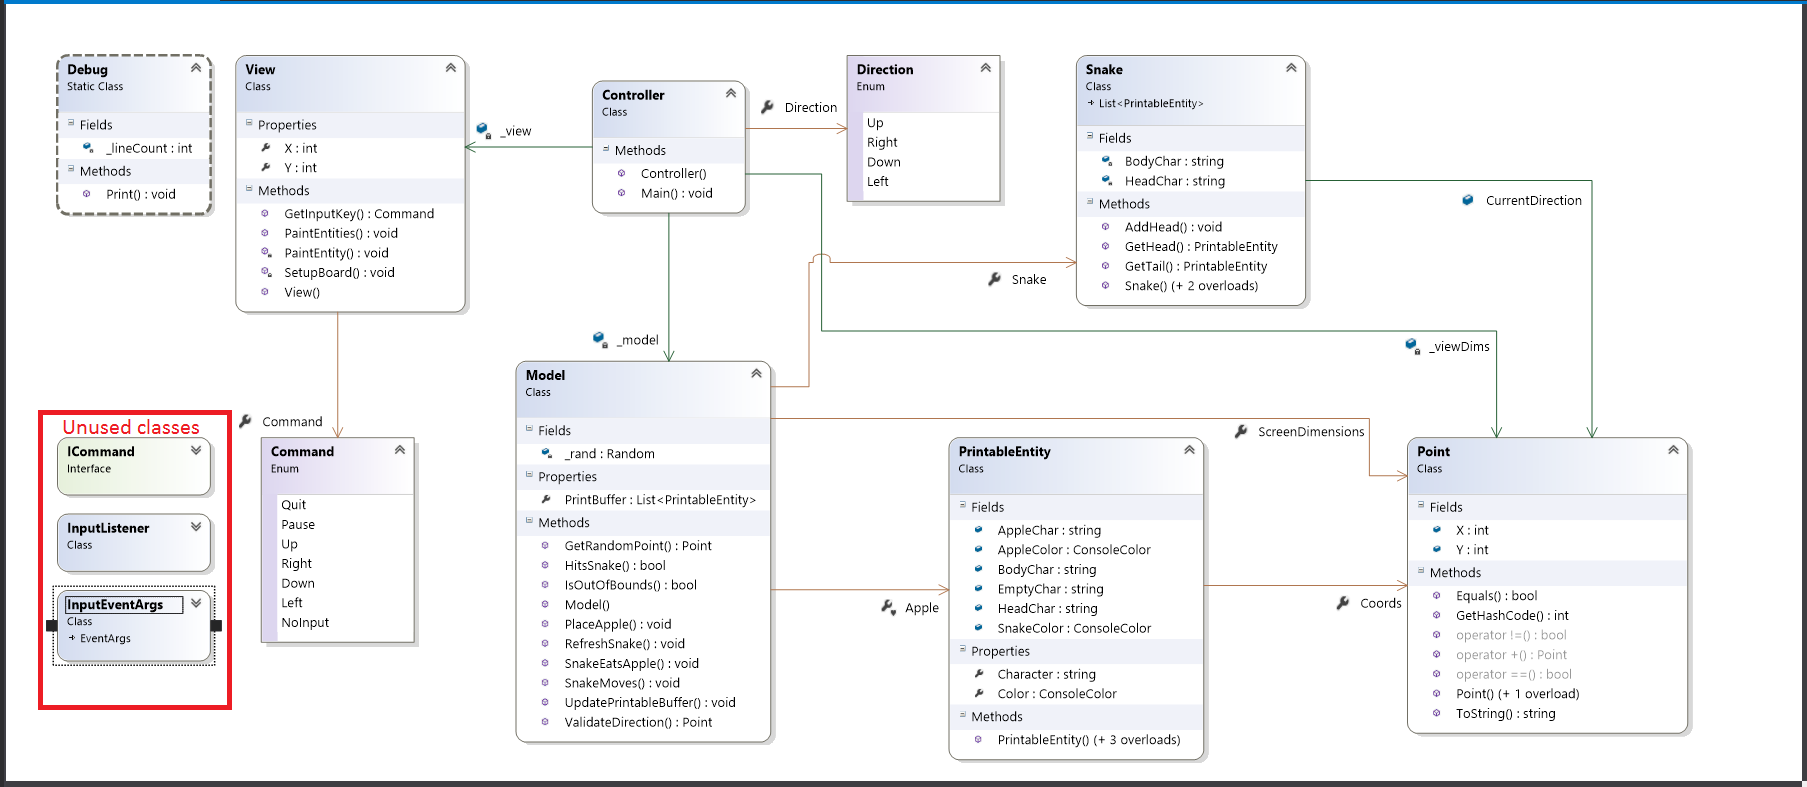 Debug
Static Class
Fields
_lineCount : int
Methods
Print() : void
View
Class
Properties
X : int
Y : int
Methods
GetInputKey() : Command
PaintEntities() : void
PaintEntity() : void
SetupBoard() : void
View()
_view
Controller
Class
Methods
Controller()
Main() : void
Direction
Direction
Enum
Up
Right
Down
Left
Snake
Class
List<PrintableEntity>
Fields
BodyChar : string
HeadChar : string
Methods
AddHead() : void
GetHead() : PrintableEntity
GetTail() : PrintableEntity
Snake() (+ 2 overloads)
CurrentDirection
Snake
_model
_viewDims
Unused classes
ICommand
Interface
InputListener
Class
InputEventArgs
Class
EventArgs
Command
Command
Enum
Quit
Pause
Up
Right
Down
Left
NoInput
Model
Class
Fields
_rand : Random
Properties
PrintBuffer : List<PrintableEntity>
Methods
GetRandomPoint() : Point
HitsSnake() : bool
IsOutOfBounds() : bool
Model()
PlaceApple() : void
RefreshSnake() : void
SnakeEatsApple() : void
SnakeMoves() : void
UpdatePrintableBuffer() : void
ValidateDirection() : Point
ScreenDimensions
Apple
PrintableEntity
Class
Fields
AppleChar : string
AppleColor : ConsoleColor
BodyChar : string
EmptyChar : string
HeadChar : string
SnakeColor : ConsoleColor
Properties
Character : string
Color : ConsoleColor
Methods
PrintableEntity() (+ 3 overloads)
Coords
Point
Class
Fields
X : int
Y : int
Methods
Equals() : bool
GetHashCode() : int
operator !=() : bool
operator +() : Point
operator ==() : bool
Point() (+ 1 overload)
ToString() : string